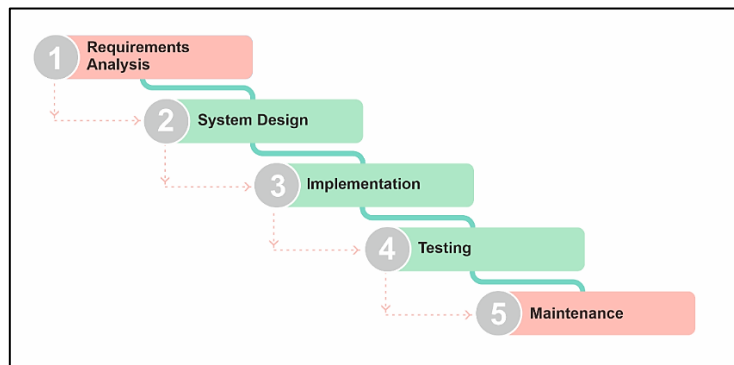 1
Requirements
Analysis
2
System Design
3
Implementation
4
Testing
5
Maintenance